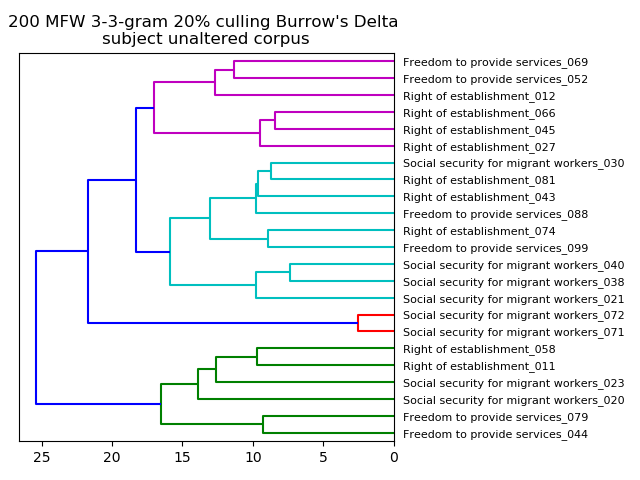 200 MFW 3-3-gram 20% culling Burrow's Delta
subject unaltered corpus
Freedom to provide services_069
Freedom to provide services_052
Right of establishment_012
Right of establishment_066
Right of establishment_045
Right of establishment_027
Social security for migrant workers_030
Right of establishment_081
Right of establishment_043
Freedom to provide services_088
Right of establishment_074
Freedom to provide services_099
Social security for migrant workers_040
Social security for migrant workers_038
Social security for migrant workers_021
Social security for migrant workers_072
Social security for migrant workers_071
Right of establishment_058
Right of establishment_011
Social security for migrant workers_023
Social security for migrant workers_020
Freedom to provide services_079
Freedom to provide services_044
25 20 15 10 5 0